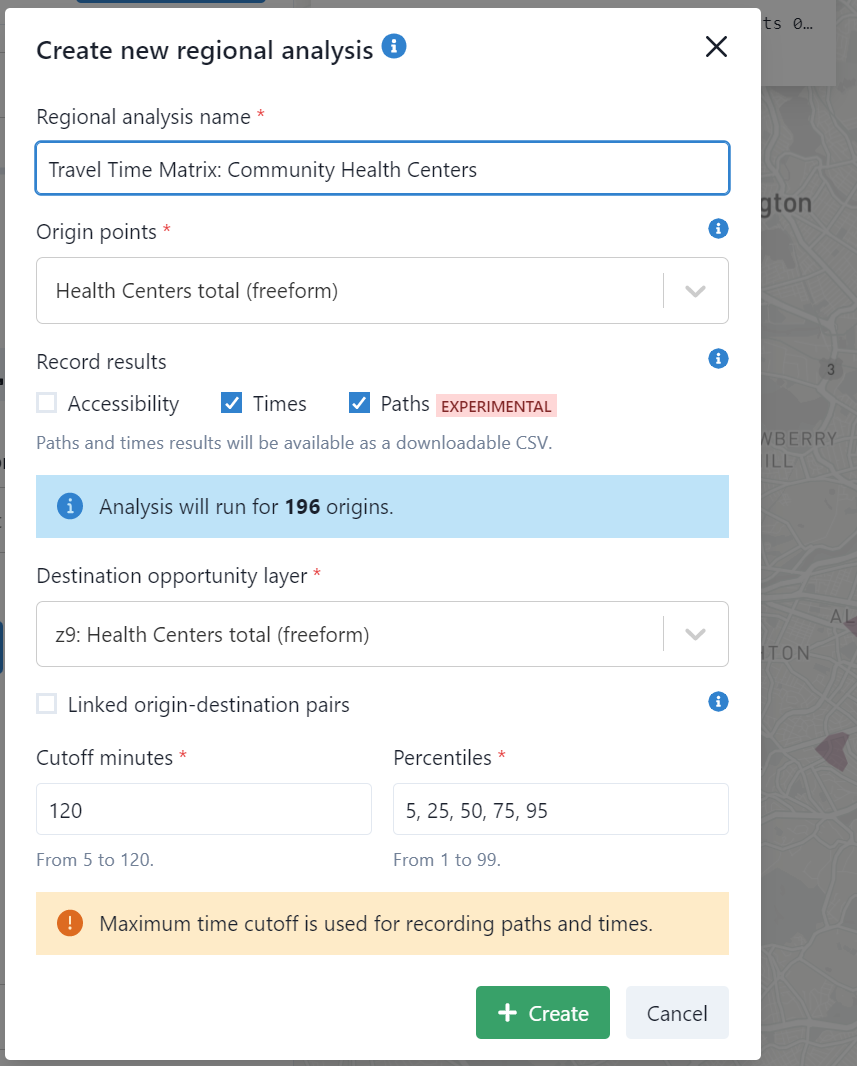 ts 0…
Create new regional analysis
Regional analysis name *
Travel Time Matrix: Community Health Centers
gton
Origin points *
Health Centers total (freeform)
Record results
3
Accessibility Times Paths EXPERIMENTAL
Paths and times results will be available as a downloadable CSV.
WBERRY
ILL
Analysis will run for 196 origins.
Destination opportunity layer *
z9: Health Centers total (freeform)
AL
TON
Linked origin-destination pairs
Cutoff minutes * Percentiles *
120 5, 25, 50, 75, 95
From 5 to 120. From 1 to 99.
Maximum time cutoff is used for recording paths and times.
+ Create Cancel